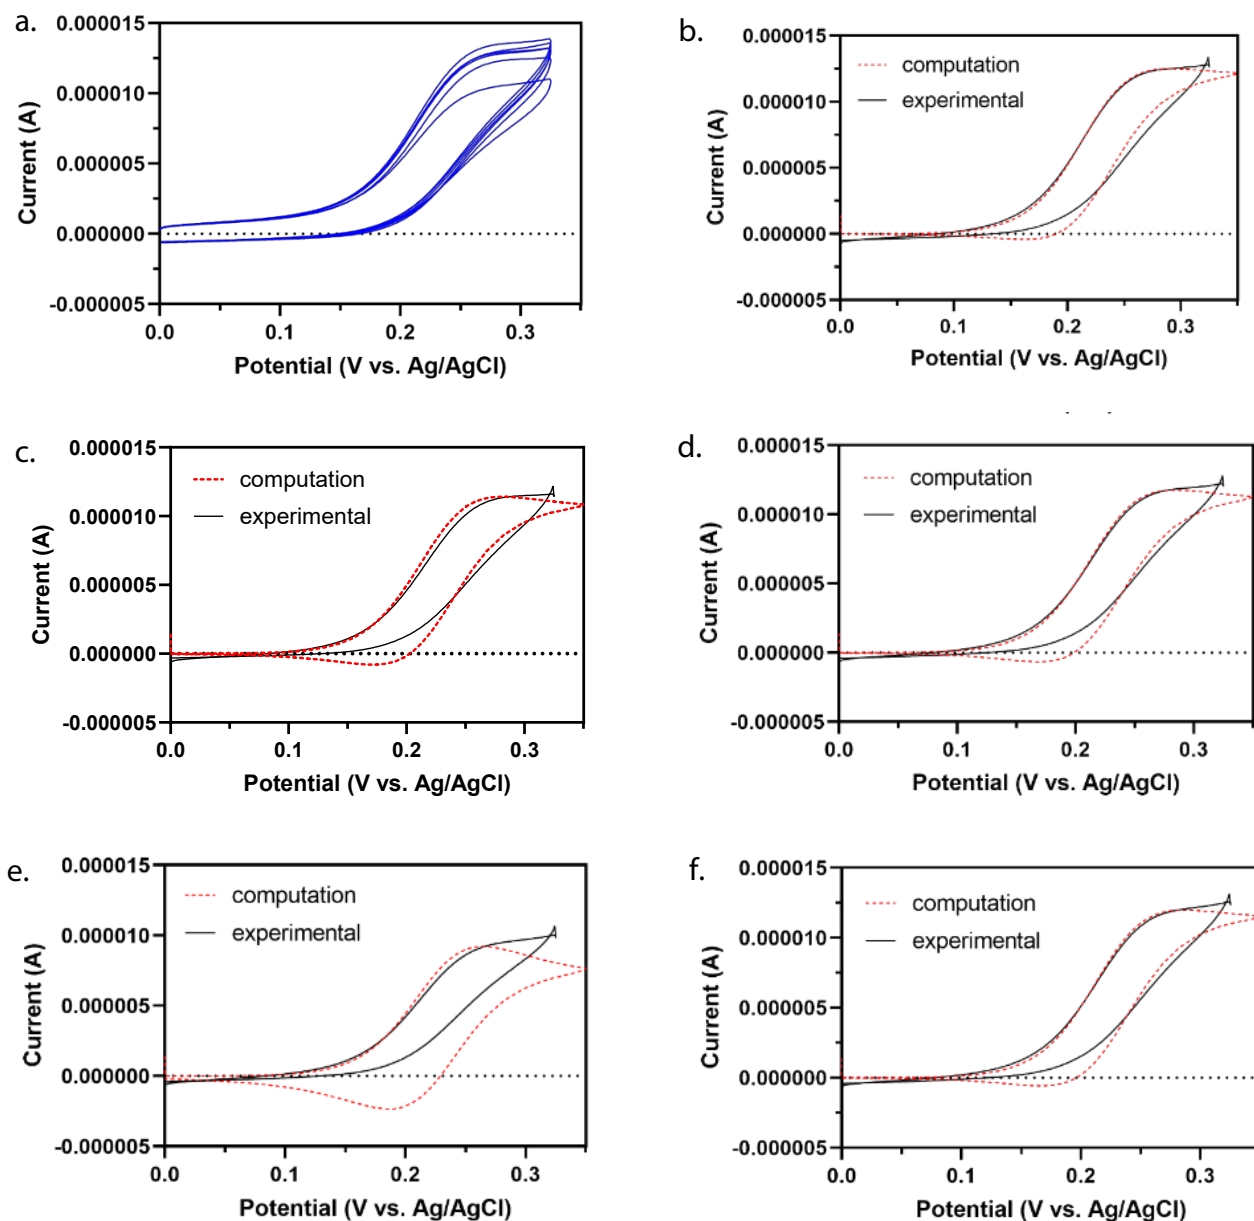 a.
0.000015
0.000010
0.000005
0.000000
-0.000005
Current (A)
0.0 0.1 0.2 0.3
Potential (V vs. Ag/AgCl)
b.
0.000015
0.000010
0.000005
0.000000
-0.000005
Current (A)
computation
experimental
0.0 0.1 0.2 0.3
Potential (V vs. Ag/AgCl)
c.
0.000015
0.000010
0.000005
0.000000
-0.000005
Current (A)
computation
experimental
0.0 0.1 0.2 0.3
Potential (V vs. Ag/AgCl)
d.
0.000015
0.000010
0.000005
0.000000
-0.000005
Current (A)
computation
experimental
0.0 0.1 0.2 0.3
Potential (V vs. Ag/AgCl)
e.
0.000015
0.000010
0.000005
0.000000
-0.000005
Current (A)
computation
experimental
0.0 0.1 0.2 0.3
Potential (V vs. Ag/AgCl)
f.
0.000015
0.000010
0.000005
0.000000
-0.000005
Current (A)
computation
experimental
0.0 0.1 0.2 0.3
Potential (V vs. Ag/AgCl)